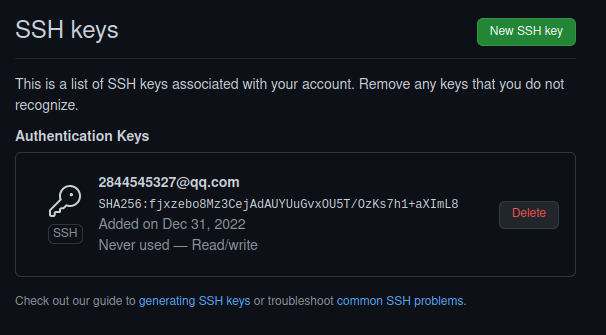 SSH keys
New SSH key
This is a list of SSH keys associated with your account. Remove any keys that you do not
recognize.
Authentication Keys
2844545327@qq.com
SHA256:fjxzebo8Mz3CejAdAUYUuGvxOU5T/OzKs7h1+aXImL8
SSH
Added on Dec 31, 2022
Never used — Read/write
Delete
Check out our guide to generating SSH keys or troubleshoot common SSH problems.